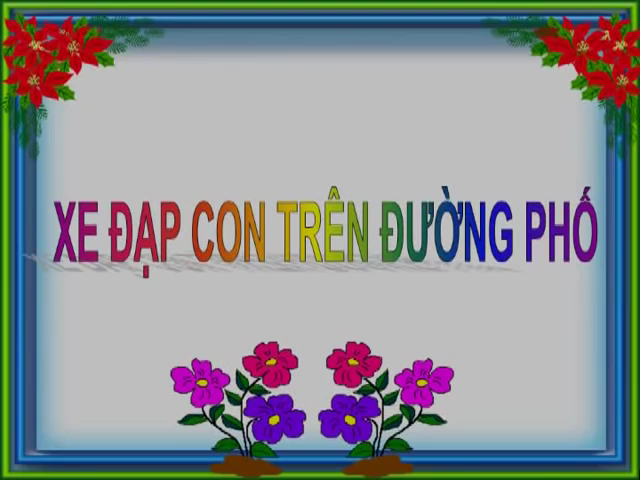 XE ĐẠP CON TRÊN ĐƯỜNG PHỐ